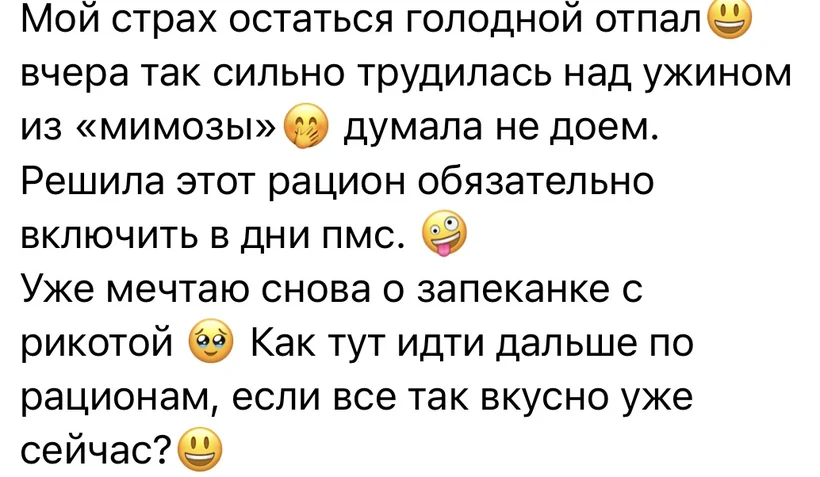 Мой страх остаться голодной отпал😃
вчера так сильно трудилась над ужином
из «мимозы»🤭 думала не доем.
Решила этот рацион обязательно
включить в дни пмс. 🤪
Уже мечтаю снова о запеканке с
рикотой 🥹 Как тут идти дальше по
рационам, если все так вкусно уже
сейчас?😃